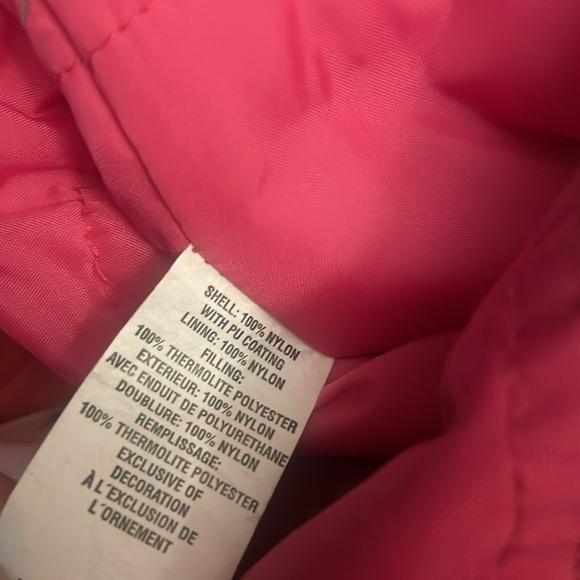 SHELL: 100% NYLON
WITH PU COATING
LINING: 100% NYLON
FILLING:
100% THERMOLITE POLYESTER
EXTERIEUR: 100% NYLON
AVEC ENDUIT DE POLYURETHANE
DOUBLURE: 100% NYLON
REMPLISSAGE:
100% THERMOLITE POLYESTER
EXCLUSIVE OF
DECORATION
À L'EXCLUSION DE
L'ORNEMENT